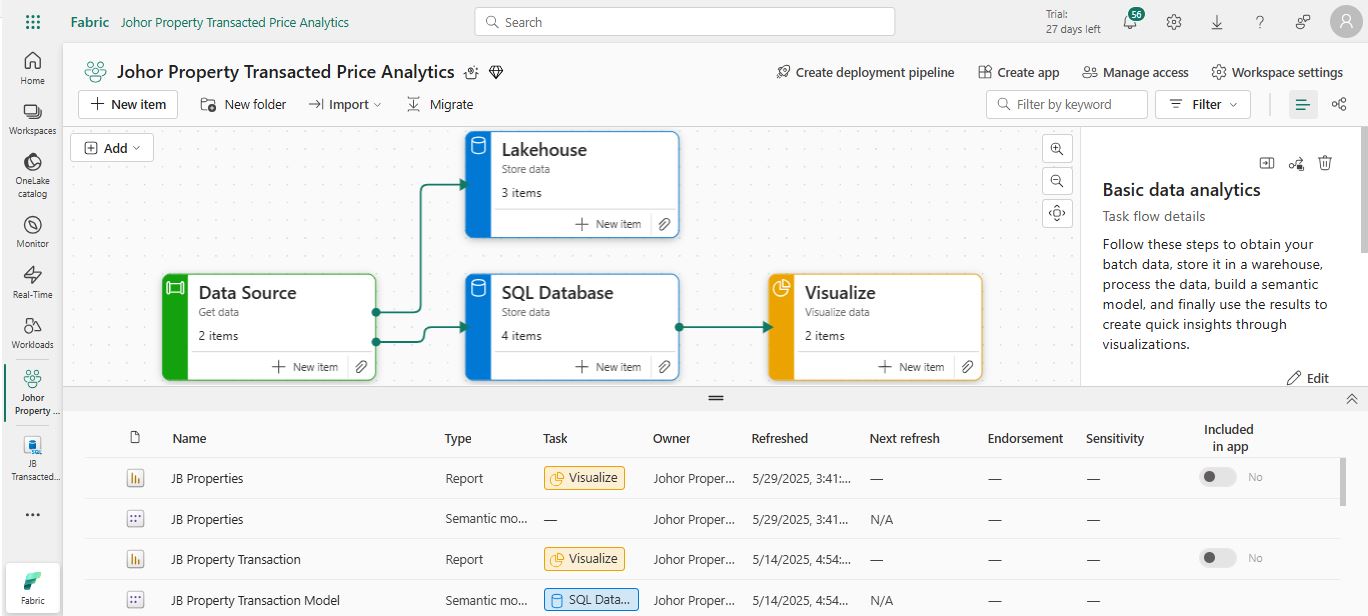 Fabric Johor Property Transacted Price Analytics
Search
Trial:
27 days left
56
Home
Workspaces
OneLake
catalog
Monitor
Real-Time
Workloads
Johor
Property ...
JB
Transacted...
...
Fabric
Johor Property Transacted Price Analytics
Create deployment pipeline
Create app
Manage access
Workspace settings
New item
New folder
Import
Migrate
Filter by keyword
Filter
Add
Lakehouse
Store data
3 items
New item
Data Source
Get data
2 items
New item
SQL Database
Store data
4 items
New item
Visualize
Visualize data
2 items
New item
Basic data analytics
Task flow details
Follow these steps to obtain your
batch data, store it in a warehouse,
process the data, build a semantic
model, and finally use the results to
create quick insights through
visualizations.
Edit
Name Type Task Owner Refreshed Next refresh Endorsement Sensitivity Included
in app
JB Properties Report Visualize Johor Proper... 5/29/2025, 3:41:... — — — No
JB Properties Semantic mo... — Johor Proper... 5/29/2025, 3:41... N/A — —
JB Property Transaction Report Visualize Johor Proper... 5/14/2025, 4:54:... — — — No
JB Property Transaction Model Semantic mo... SQL Data... Johor Proper... 5/14/2025, 4:54... N/A — —